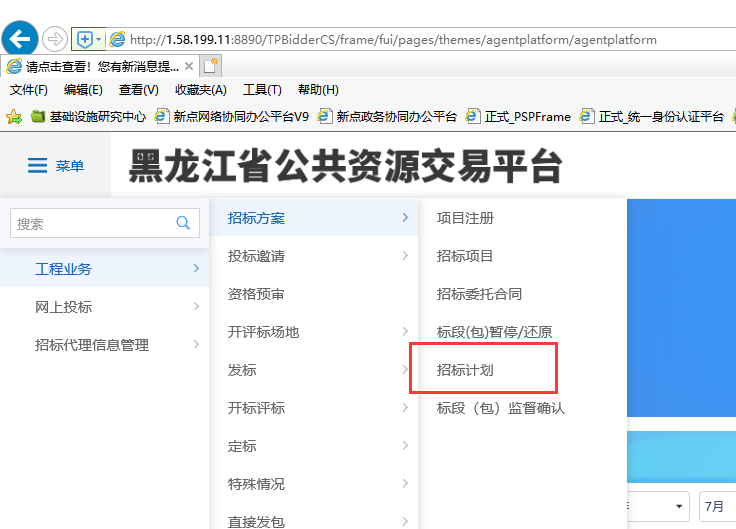 http://1.58.199.11:8890/TPBidderCS/frame/fui/pages/themes/agentplatform/agentplatform
请点击查看！您有新消息提...
文件(F) 编辑(E) 查看(V) 收藏夹(A) 工具(T) 帮助(H)
基础设施研究中心 新点网络协同办公平台V9 新点政务协同办公平台 正式_PSPFrame 正式_统一身份认证平台
菜单
黑龙江省公共资源交易平台
搜索
工程业务
网上投标
招标代理信息管理
招标方案
投标邀请
资格预审
开评标场地
发标
开标评标
定标
特殊情况
直接发包
项目注册
招标项目
招标委托合同
标段(包)暂停/还原
招标计划
标段（包）监督确认
7月